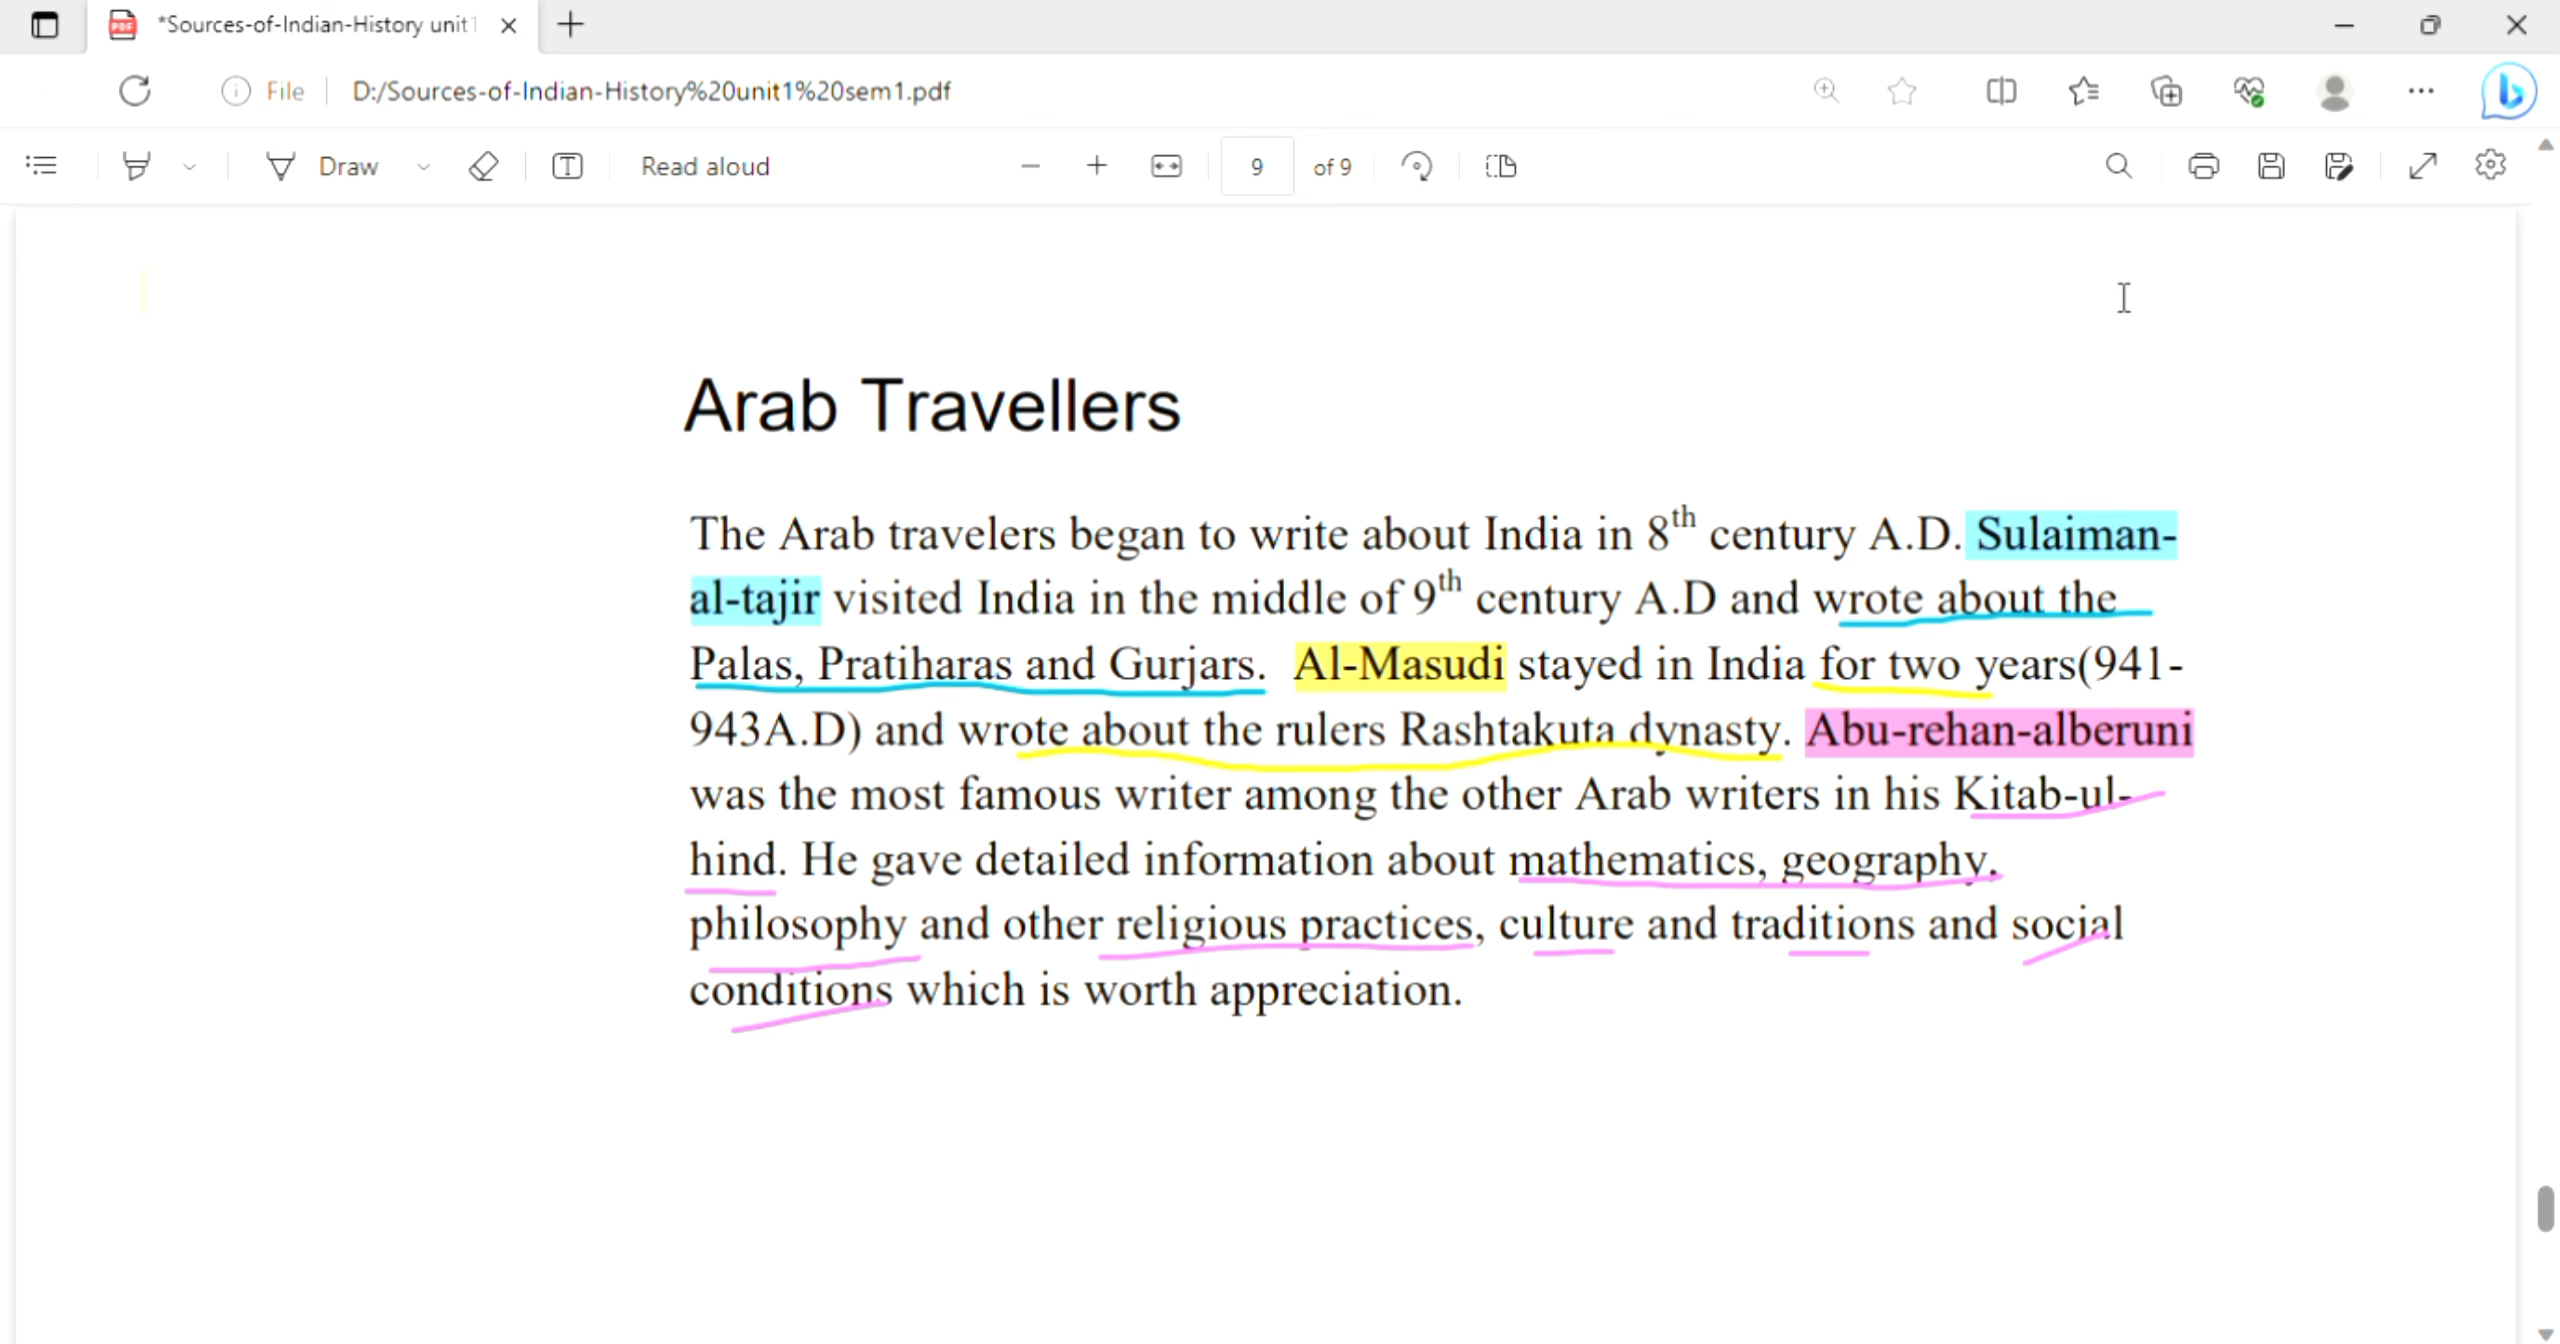 *Sources-of-Indian-History unit1
File D:/Sources-of-Indian-History%20unit1%20sem1.pdf
Draw Read aloud 9 of 9
Arab Travellers
The Arab travelers began to write about India in 8th century A.D. Sulaiman-
al-tajir visited India in the middle of 9th century A.D and wrote about the
Palas, Pratiharas and Gurjars. Al-Masudi stayed in India for two years(941-
943A.D) and wrote about the rulers Rashtakuta dynasty. Abu-rehan-alberuni
was the most famous writer among the other Arab writers in his Kitab-ul-
hind. He gave detailed information about mathematics, geography,
philosophy and other religious practices, culture and traditions and social
conditions which is worth appreciation.